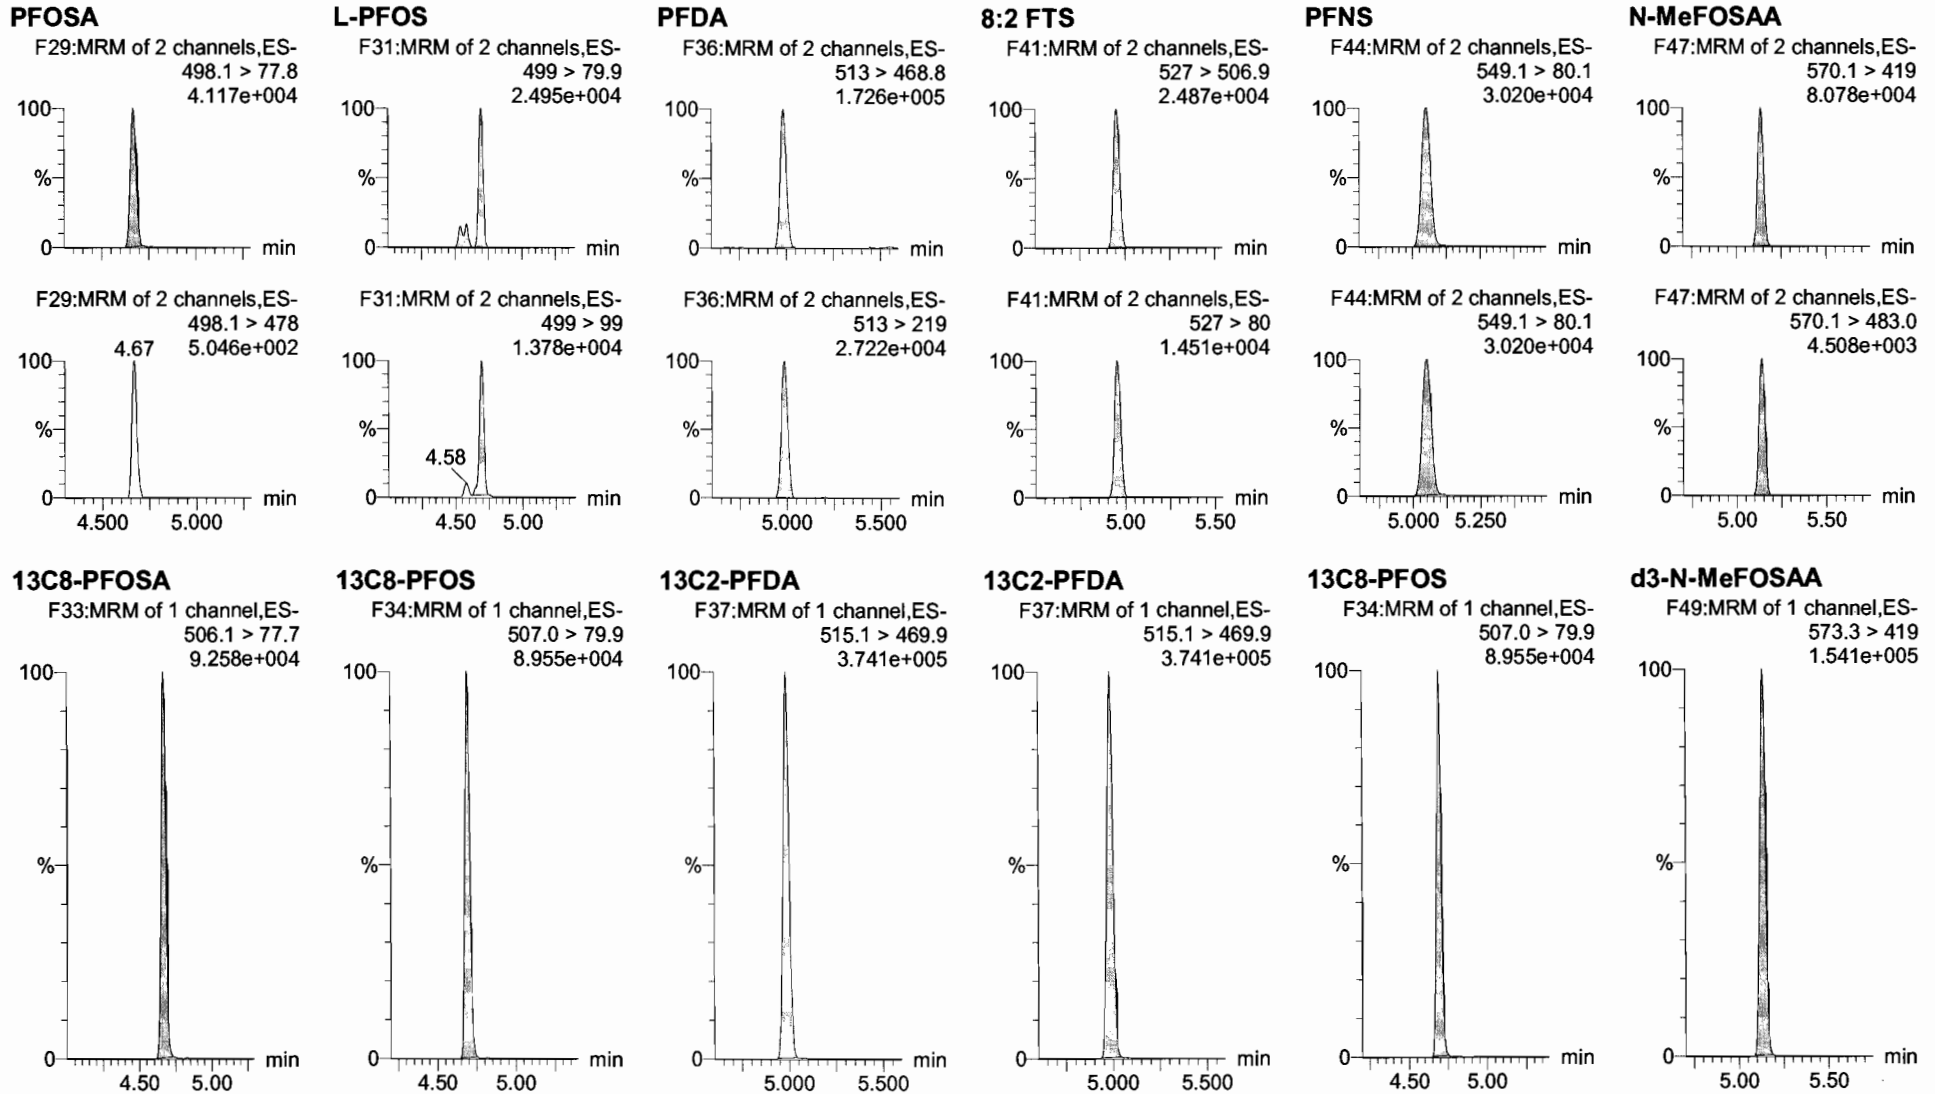 PFOSA
F29:MRM of 2 channels,ES-
498.1 > 77.8
4.117e+004
100
%
0
min
L-PFOS
F31:MRM of 2 channels,ES-
499 > 79.9
2.495e+004
100
%
0
min
PFDA
F36:MRM of 2 channels,ES-
513 > 468.8
1.726e+005
100
%
0
min
8:2 FTS
F41:MRM of 2 channels,ES-
527 > 506.9
2.487e+004
100
%
0
min
PFNS
F44:MRM of 2 channels,ES-
549.1 > 80.1
3.020e+004
100
%
0
min
N-MeFOSAA
F47:MRM of 2 channels,ES-
570.1 > 419
8.078e+004
100
%
0
min
F29:MRM of 2 channels,ES-
498.1 > 478
4.67 5.046e+002
100
%
0
min
4.500 5.000
F31:MRM of 2 channels,ES-
499 > 99
1.378e+004
100
%
4.58
0
min
4.50 5.00
F36:MRM of 2 channels,ES-
513 > 219
2.722e+004
100
%
0
min
5.000 5.500
F41:MRM of 2 channels,ES-
527 > 80
1.451e+004
100
%
0
min
5.00 5.50
F44:MRM of 2 channels,ES-
549.1 > 80.1
3.020e+004
100
%
0
min
5.000 5.250
F47:MRM of 2 channels,ES-
570.1 > 483.0
4.508e+003
100
%
0
min
5.00 5.50
13C8-PFOSA
F33:MRM of 1 channel,ES-
506.1 > 77.7
9.258e+004
100
%
0
min
4.50 5.00
13C8-PFOS
F34:MRM of 1 channel,ES-
507.0 > 79.9
8.955e+004
100
%
0
min
4.50 5.00
13C2-PFDA
F37:MRM of 1 channel,ES-
515.1 > 469.9
3.741e+005
100
%
0
min
5.000 5.500
13C2-PFDA
F37:MRM of 1 channel,ES-
515.1 > 469.9
3.741e+005
100
%
0
min
5.000 5.500
13C8-PFOS
F34:MRM of 1 channel,ES-
507.0 > 79.9
8.955e+004
100
%
0
min
4.50 5.00
d3-N-MeFOSAA
F49:MRM of 1 channel,ES-
573.3 > 419
1.541e+005
100
%
0
min
5.00 5.50